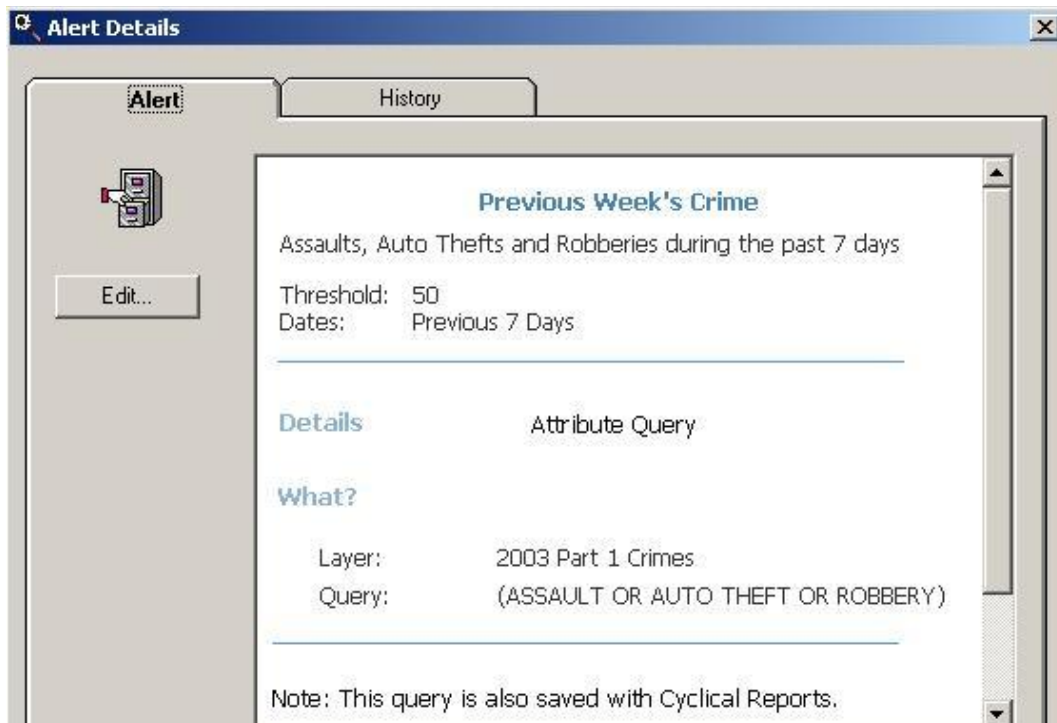 Alert Details
Alert
History
Edit...
Previous Week's Crime
Assaults, Auto Thefts and Robberies during the past 7 days
Threshold: 50
Dates: Previous 7 Days
Details Attribute Query
What?
Layer: 2003 Part 1 Crimes
Query: (ASSAULT OR AUTO THEFT OR ROBBERY)
Note: This query is also saved with Cyclical Reports.